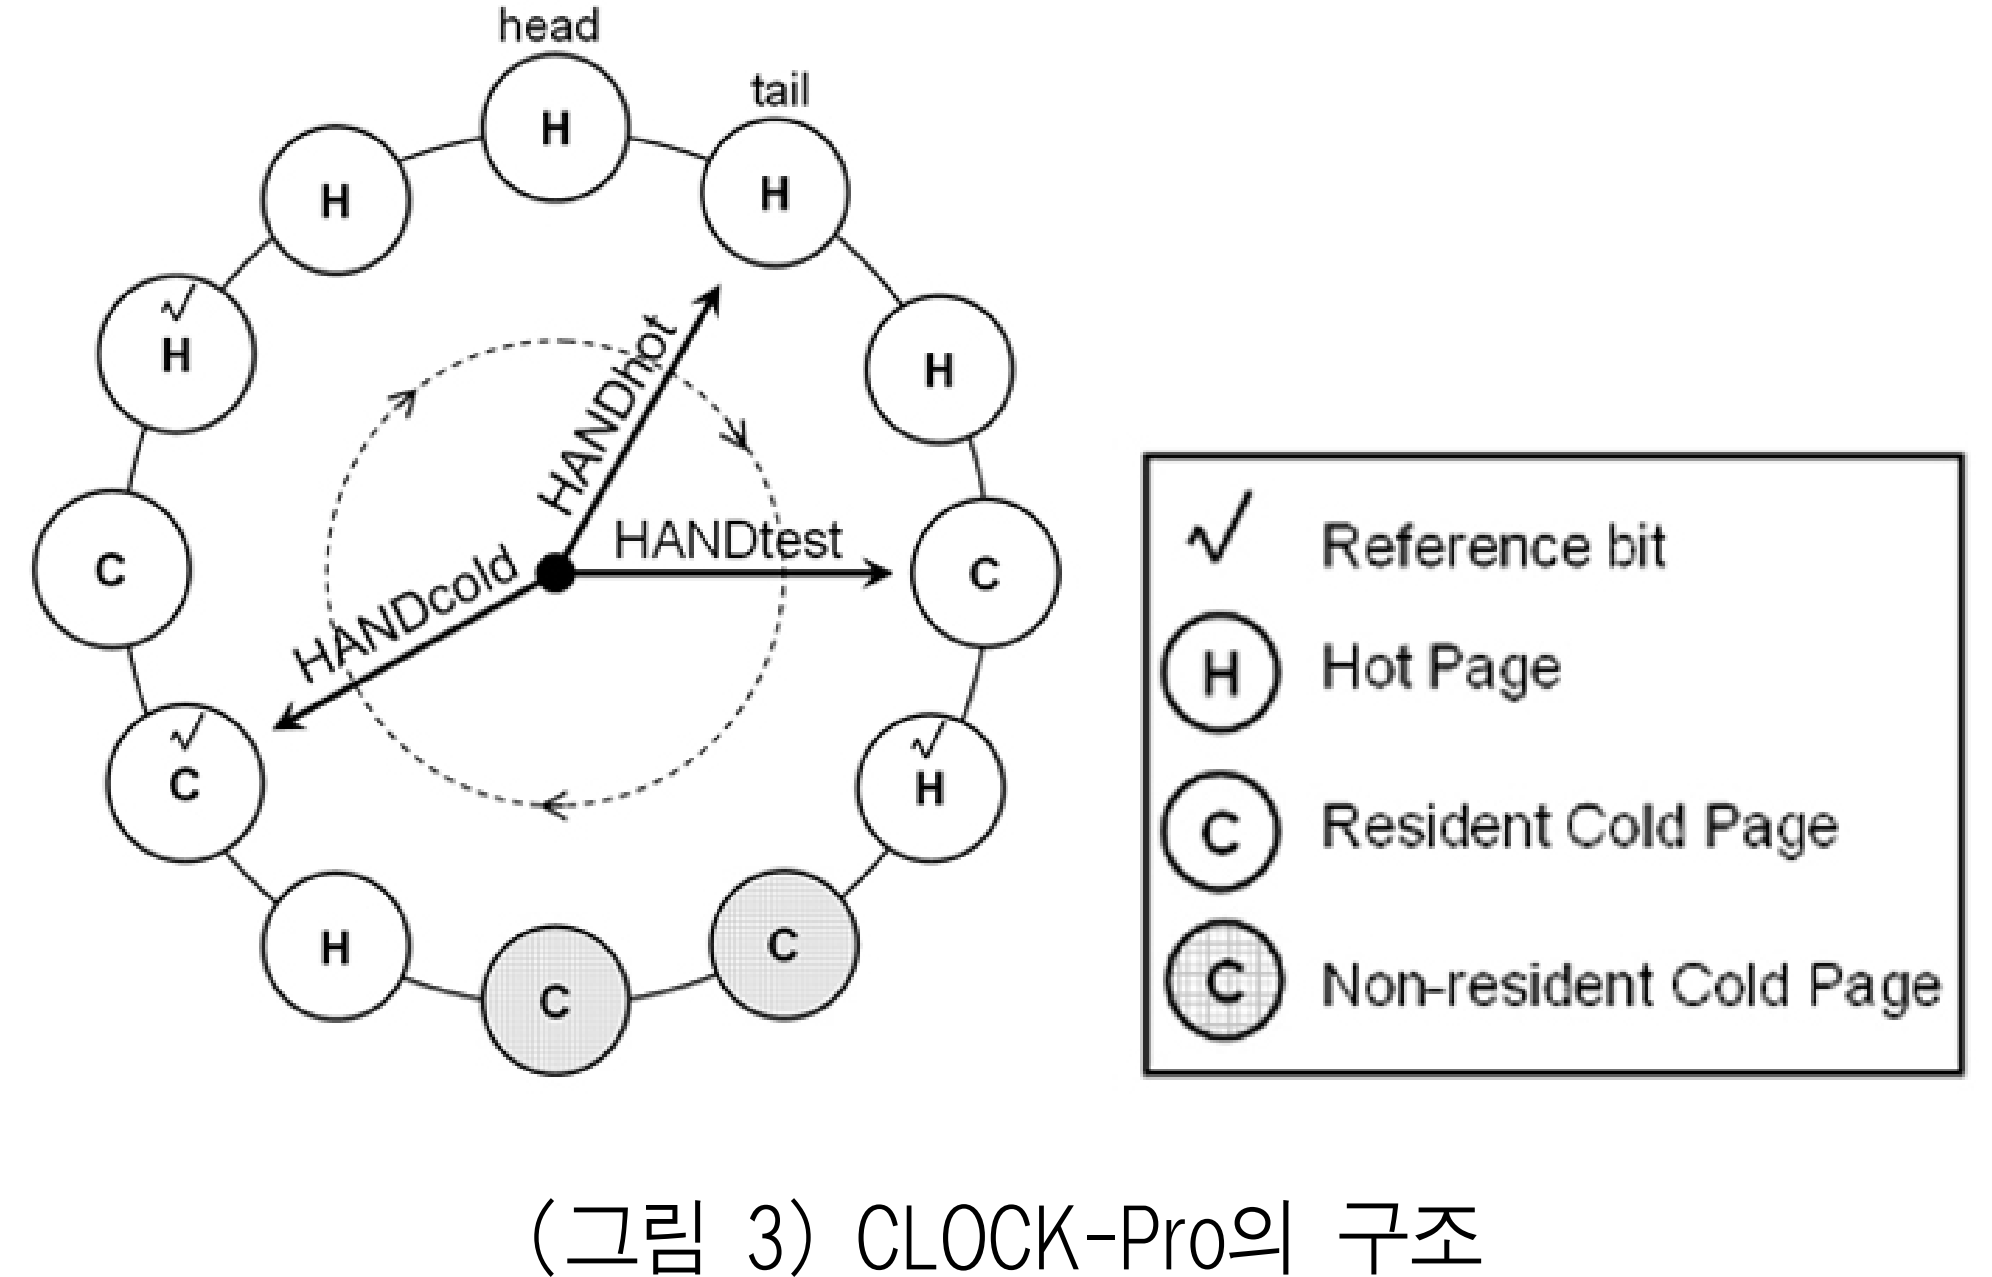 head
tail
H
H
H
H
√
H
HANDhot
HANDtest
HANDcold
C
C
√
C
√
H
H
C
C
√ Reference bit
H Hot Page
C Resident Cold Page
C Non-resident Cold Page
(그림 3) CLOCK-Pro의 구조